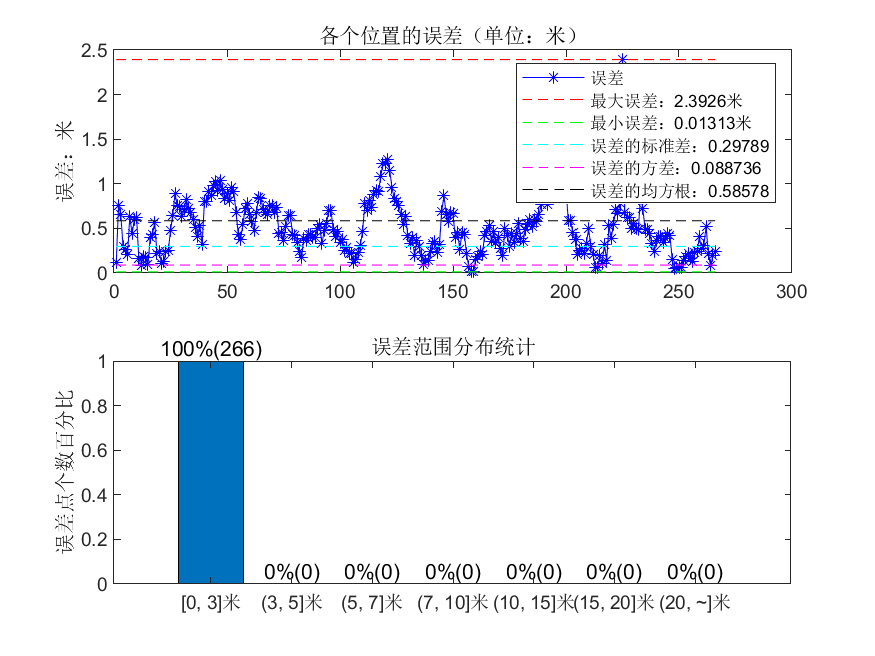 各个位置的误差（单位：米）
误差：米
2.5
2
1.5
1
0.5
0
误差
最大误差：2.3926米
最小误差：0.01313米
误差的标准差：0.29789
误差的方差：0.088736
误差的均方根：0.58578
0 50 100 150 200 250 300
误差范围分布统计
误差点个数百分比
1
0.8
0.6
0.4
0.2
0
100%(266) 0%(0) 0%(0) 0%(0) 0%(0) 0%(0) 0%(0)
[0, 3]米 (3, 5]米 (5, 7]米 (7, 10]米 (10, 15]米 (15, 20]米 (20, ~]米